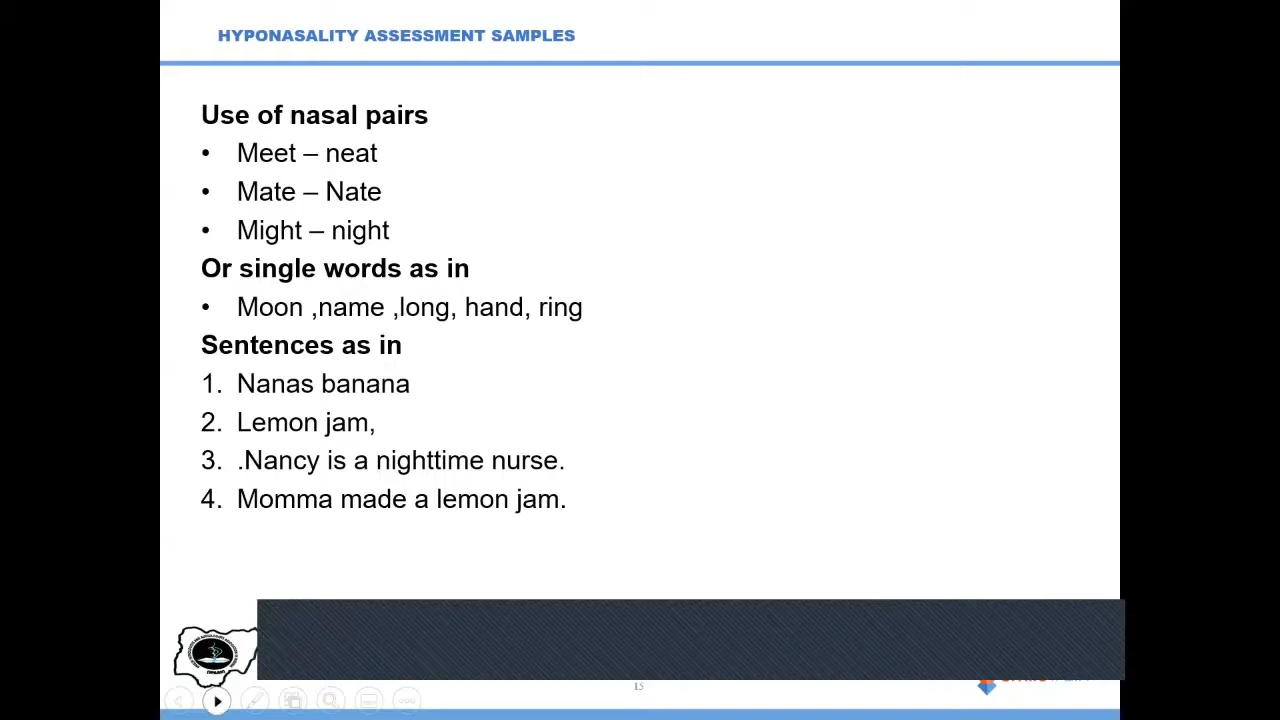 HYPONASALITY ASSESSMENT SAMPLES
Use of nasal pairs
• Meet – neat
• Mate – Nate
• Might – night
Or single words as in
• Moon ,name ,long, hand, ring
Sentences as in
1. Nanas banana
2. Lemon jam,
3. .Nancy is a nighttime nurse.
4. Momma made a lemon jam.
15